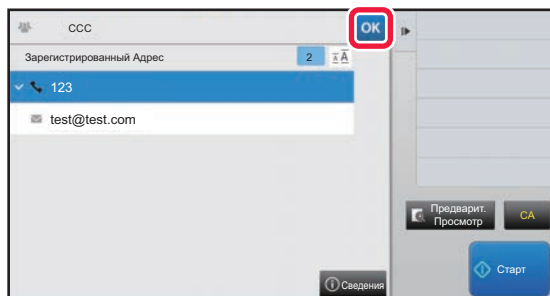 CCC
OK
Зарегистрированный Адрес
2
123
test@test.com
Предварит.
Просмотр
CA
Старт
Сведения